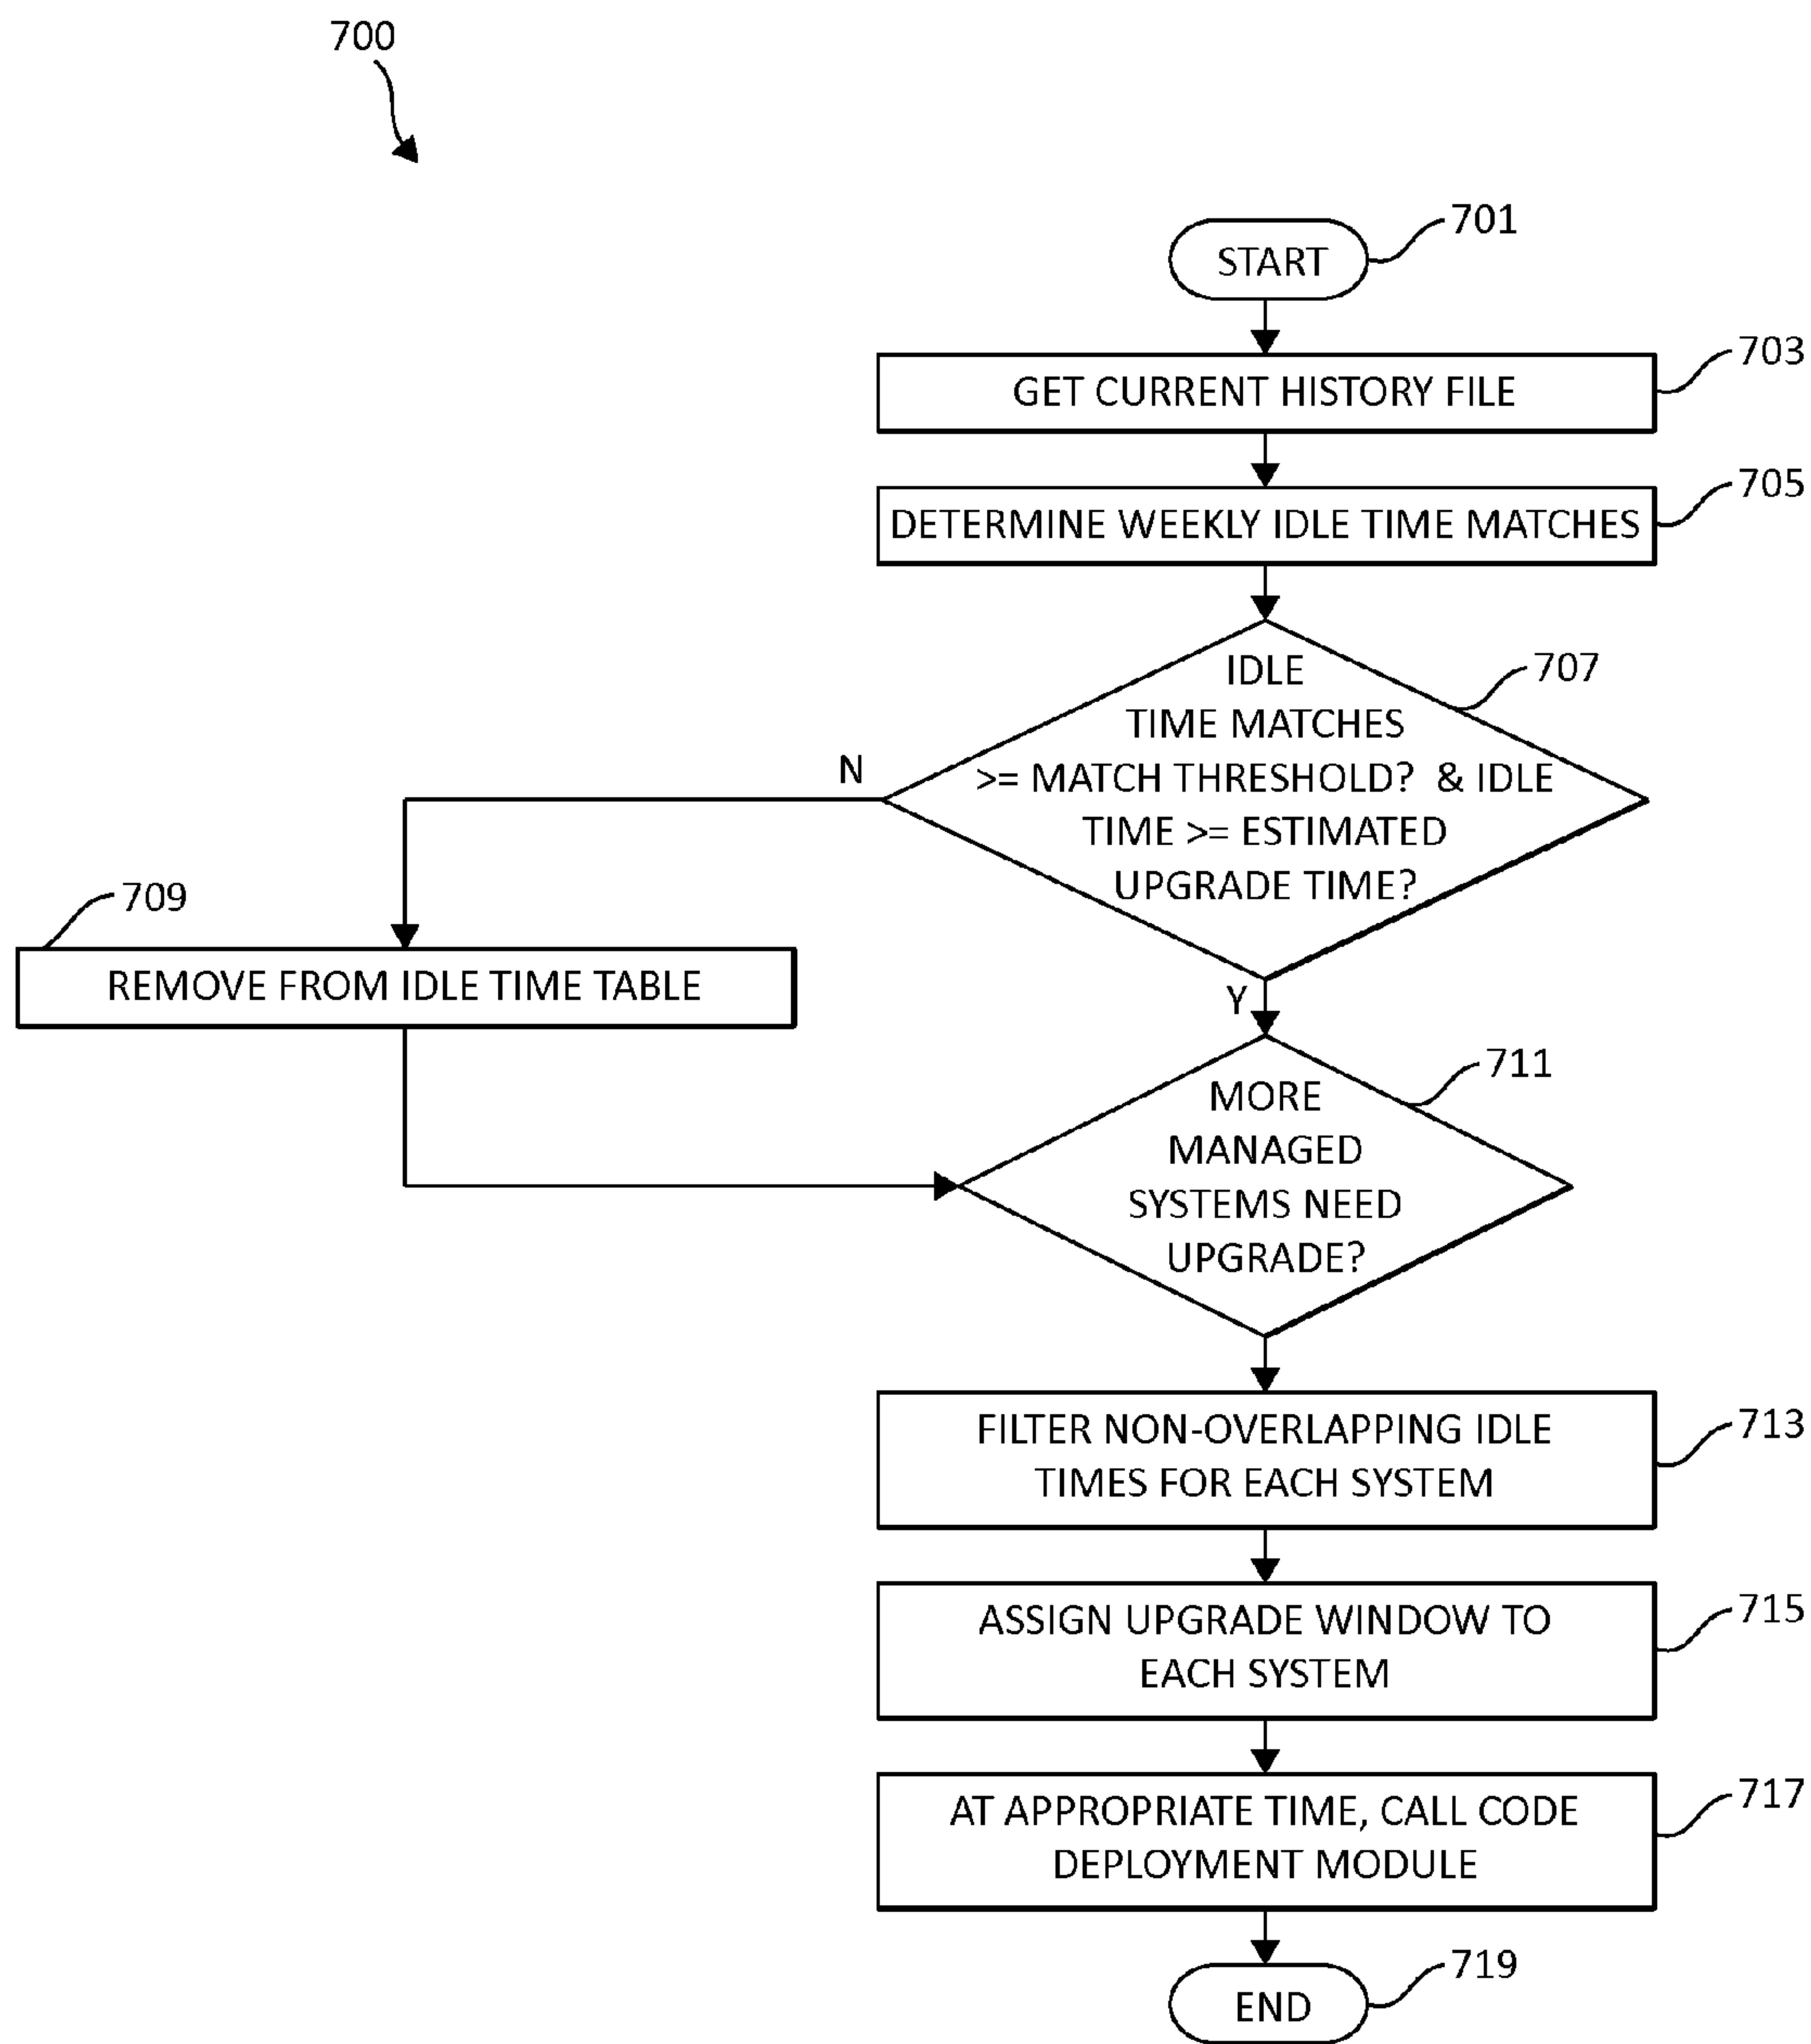 700
701
START
703
GET CURRENT HISTORY FILE
705
DETERMINE WEEKLY IDLE TIME MATCHES
707
IDLE
TIME MATCHES
>= MATCH THRESHOLD? & IDLE
TIME >= ESTIMATED
UPGRADE TIME?
N
709
REMOVE FROM IDLE TIME TABLE
Y
711
MORE
MANAGED
SYSTEMS NEED
UPGRADE?
713
FILTER NON-OVERLAPPING IDLE
TIMES FOR EACH SYSTEM
715
ASSIGN UPGRADE WINDOW TO
EACH SYSTEM
717
AT APPROPRIATE TIME, CALL CODE
DEPLOYMENT MODULE
719
END